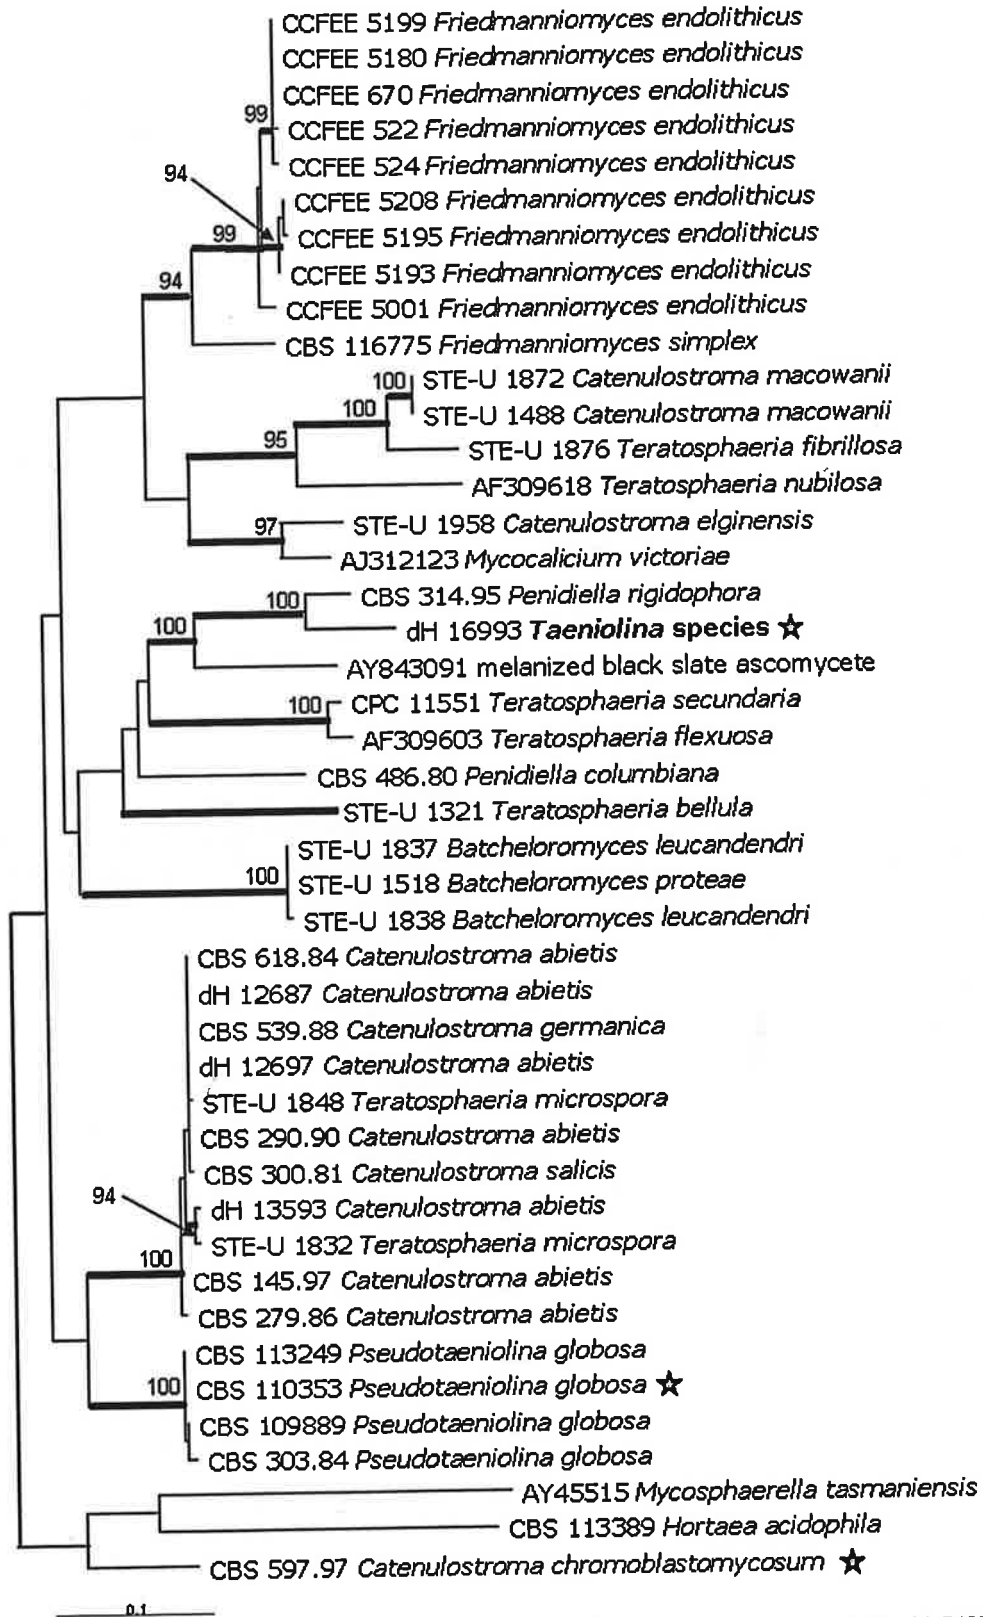 CCFEE 5199 Friedmanniomyces endolithicus
CCFEE 5180 Friedmanniomyces endolithicus
CCFEE 670 Friedmanniomyces endolithicus
99
CCFEE 522 Friedmanniomyces endolithicus
CCFEE 524 Friedmanniomyces endolithicus
94
CCFEE 5208 Friedmanniomyces endolithicus
99
CCFEE 5195 Friedmanniomyces endolithicus
CCFEE 5193 Friedmanniomyces endolithicus
94
CCFEE 5001 Friedmanniomyces endolithicus
CBS 116775 Friedmanniomyces simplex
100
STE-U 1872 Catenulostroma macowanii
100
STE-U 1488 Catenulostroma macowanii
95
STE-U 1876 Teratosphaeria fibrillosa
AF309618 Teratosphaeria nubilosa
97
STE-U 1958 Catenulostroma elginensis
AJ312123 Mycocalicium victoriae
100
CBS 314.95 Penidiella rigidophora
100
dH 16993 Taeniolina species ☆
AY843091 melanized black slate ascomycete
100
CPC 11551 Teratosphaeria secundaria
AF309603 Teratosphaeria flexuosa
CBS 486.80 Penidiella columbiana
STE-U 1321 Teratosphaeria bellula
STE-U 1837 Batcheloromyces leucandendri
100
STE-U 1518 Batcheloromyces proteae
STE-U 1838 Batcheloromyces leucandendri
CBS 618.84 Catenulostroma abietis
dH 12687 Catenulostroma abietis
CBS 539.88 Catenulostroma germanica
dH 12697 Catenulostroma abietis
STE-U 1848 Teratosphaeria microspora
CBS 290.90 Catenulostroma abietis
CBS 300.81 Catenulostroma salicis
94
dH 13593 Catenulostroma abietis
STE-U 1832 Teratosphaeria microspora
100
CBS 145.97 Catenulostroma abietis
CBS 279.86 Catenulostroma abietis
CBS 113249 Pseudotaeniolina globosa
100
CBS 110353 Pseudotaeniolina globosa ☆
CBS 109889 Pseudotaeniolina globosa
CBS 303.84 Pseudotaeniolina globosa
AY45515 Mycosphaerella tasmaniensis
CBS 113389 Hortaea acidophila
CBS 597.97 Catenulostroma chromoblastomycosum ☆
0.1